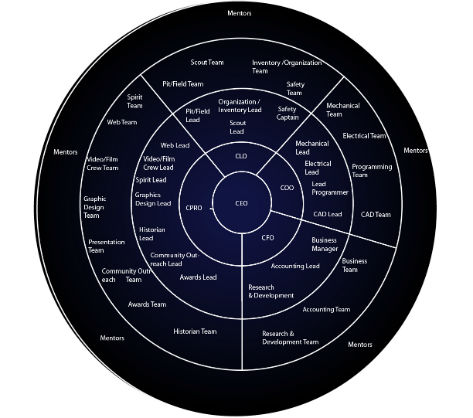 Mentors
Scout Team
Inventory /Organization
Team
Pit/Field Team
Safety
Team
Spirit
Team
Organization /
Inventory Lead
Mechanical
Team
Pit/Field
Lead
Safety
Captain
Web Team
Scout
Lead
Electrical Team
Web Lead
Mechanical
Lead
Mentors
Mentors
CLO
Video/Film
Crew Team
Video/Film
Crew Lead
Electrical
Lead
Programming
Team
Spirit Lead
COO
Lead
Programmer
Graphics
Design Lead
Graphic
Design
Team
CPRO
CEO
CAD Lead
CAD Team
Historian
Lead
CFO
Presentation
Team
Business
Manager
Community Out-
reach Lead
Business
Team
Accounting Lead
Community Outr
each Team
Awards Lead
Research
& Development
Awards Team
Accounting Team
Historian Team
Mentors
Research &
Development Team
Mentors